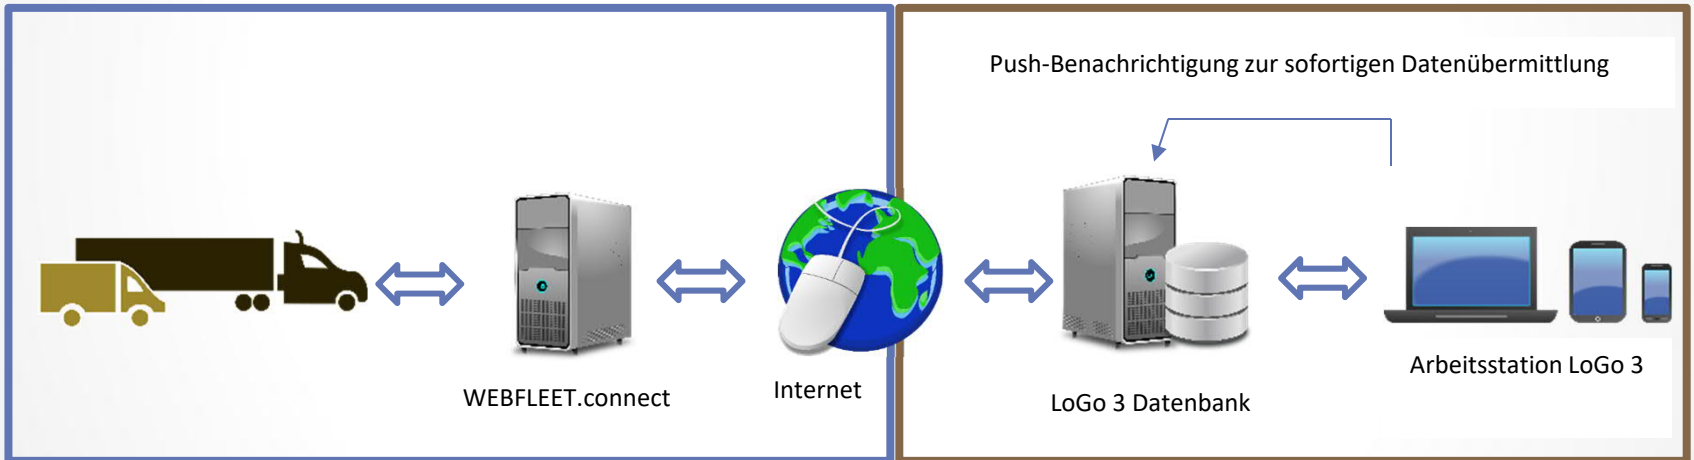 Push-Benachrichtigung zur sofortigen Datenübermittlung
WEBFLEET.connect
Internet
LoGo 3 Datenbank
Arbeitsstation LoGo 3